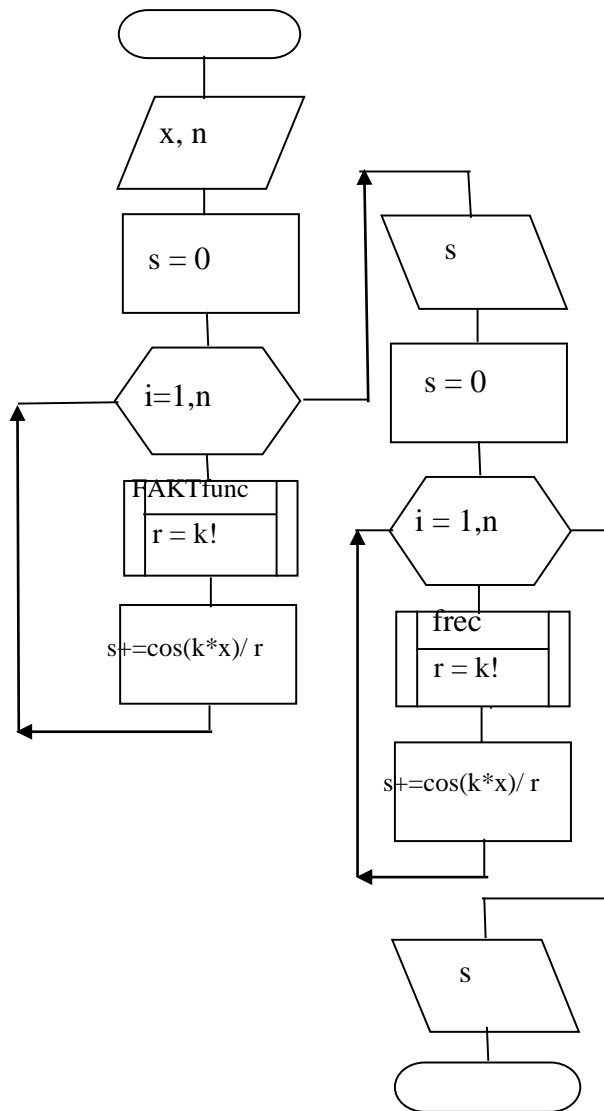 x, n
s = 0
i=1,n
FAKTfunc
r = k!
s+=cos(k*x)/ r
s
s = 0
i = 1,n
frec
r = k!
s+=cos(k*x)/ r
s